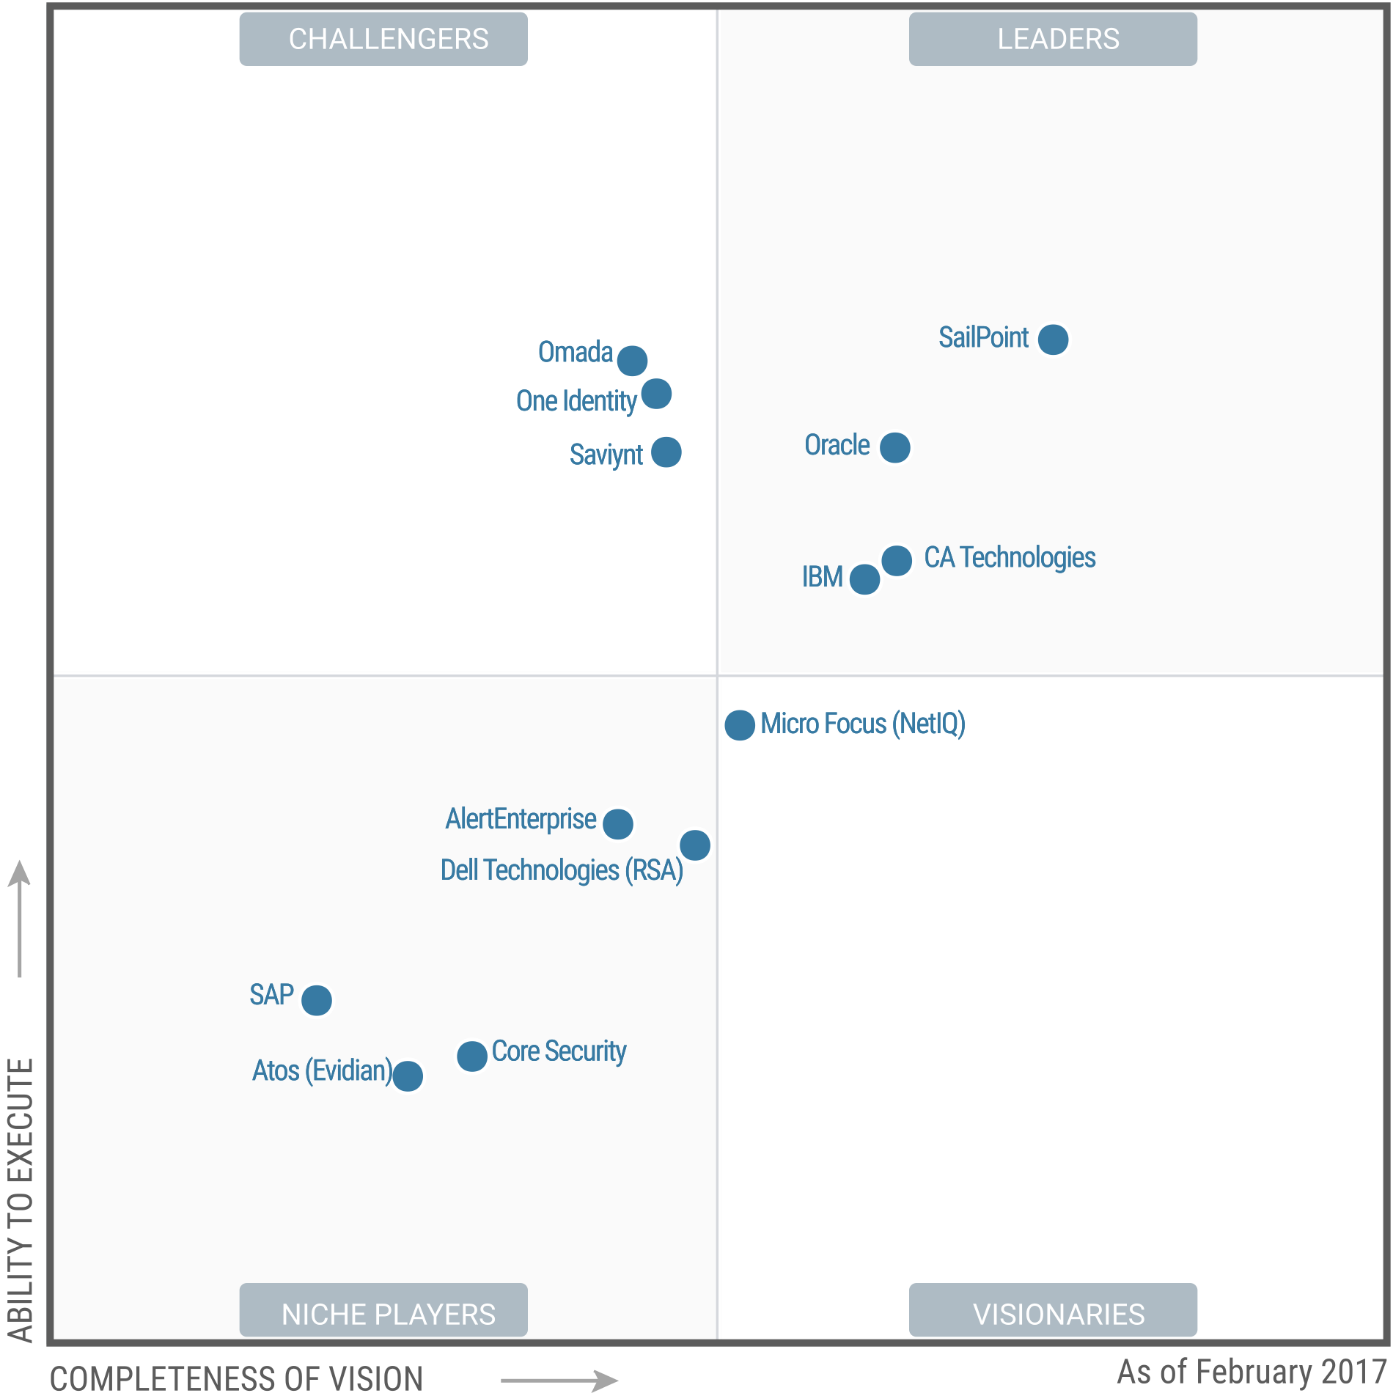 CHALLENGERS
LEADERS
SailPoint
Omada
One Identity
Oracle
Saviynt
CA Technologies
IBM
Micro Focus (NetIQ)
AlertEnterprise
Dell Technologies (RSA)
SAP
Core Security
Atos (Evidian)
ABILITY TO EXECUTE
NICHE PLAYERS
VISIONARIES
COMPLETENESS OF VISION
As of February 2017